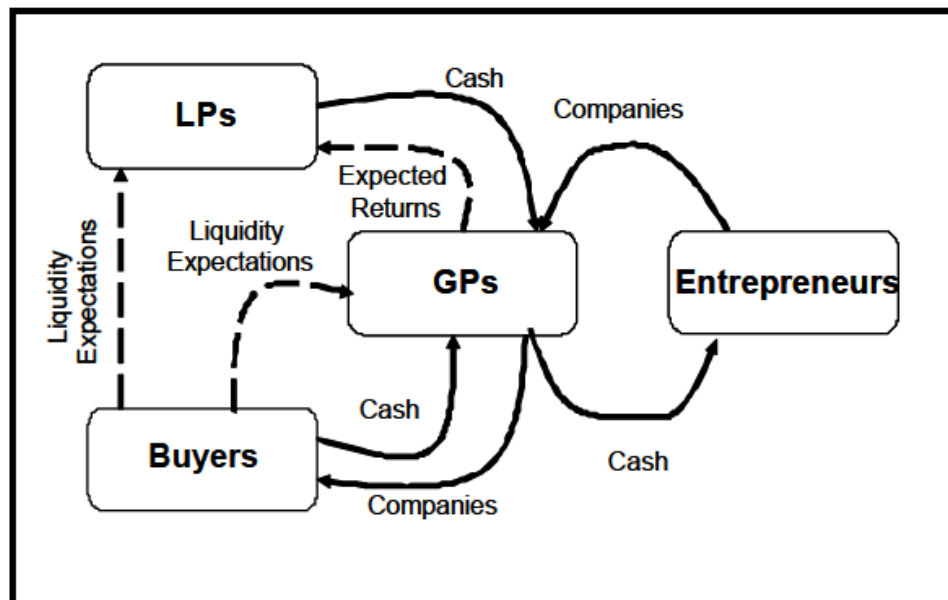 Cash
LPs
Companies
Expected
Returns
Liquidity
Expectations
Liquidity
Expectations
GPs
Entrepreneurs
Cash
Buyers
Cash
Companies